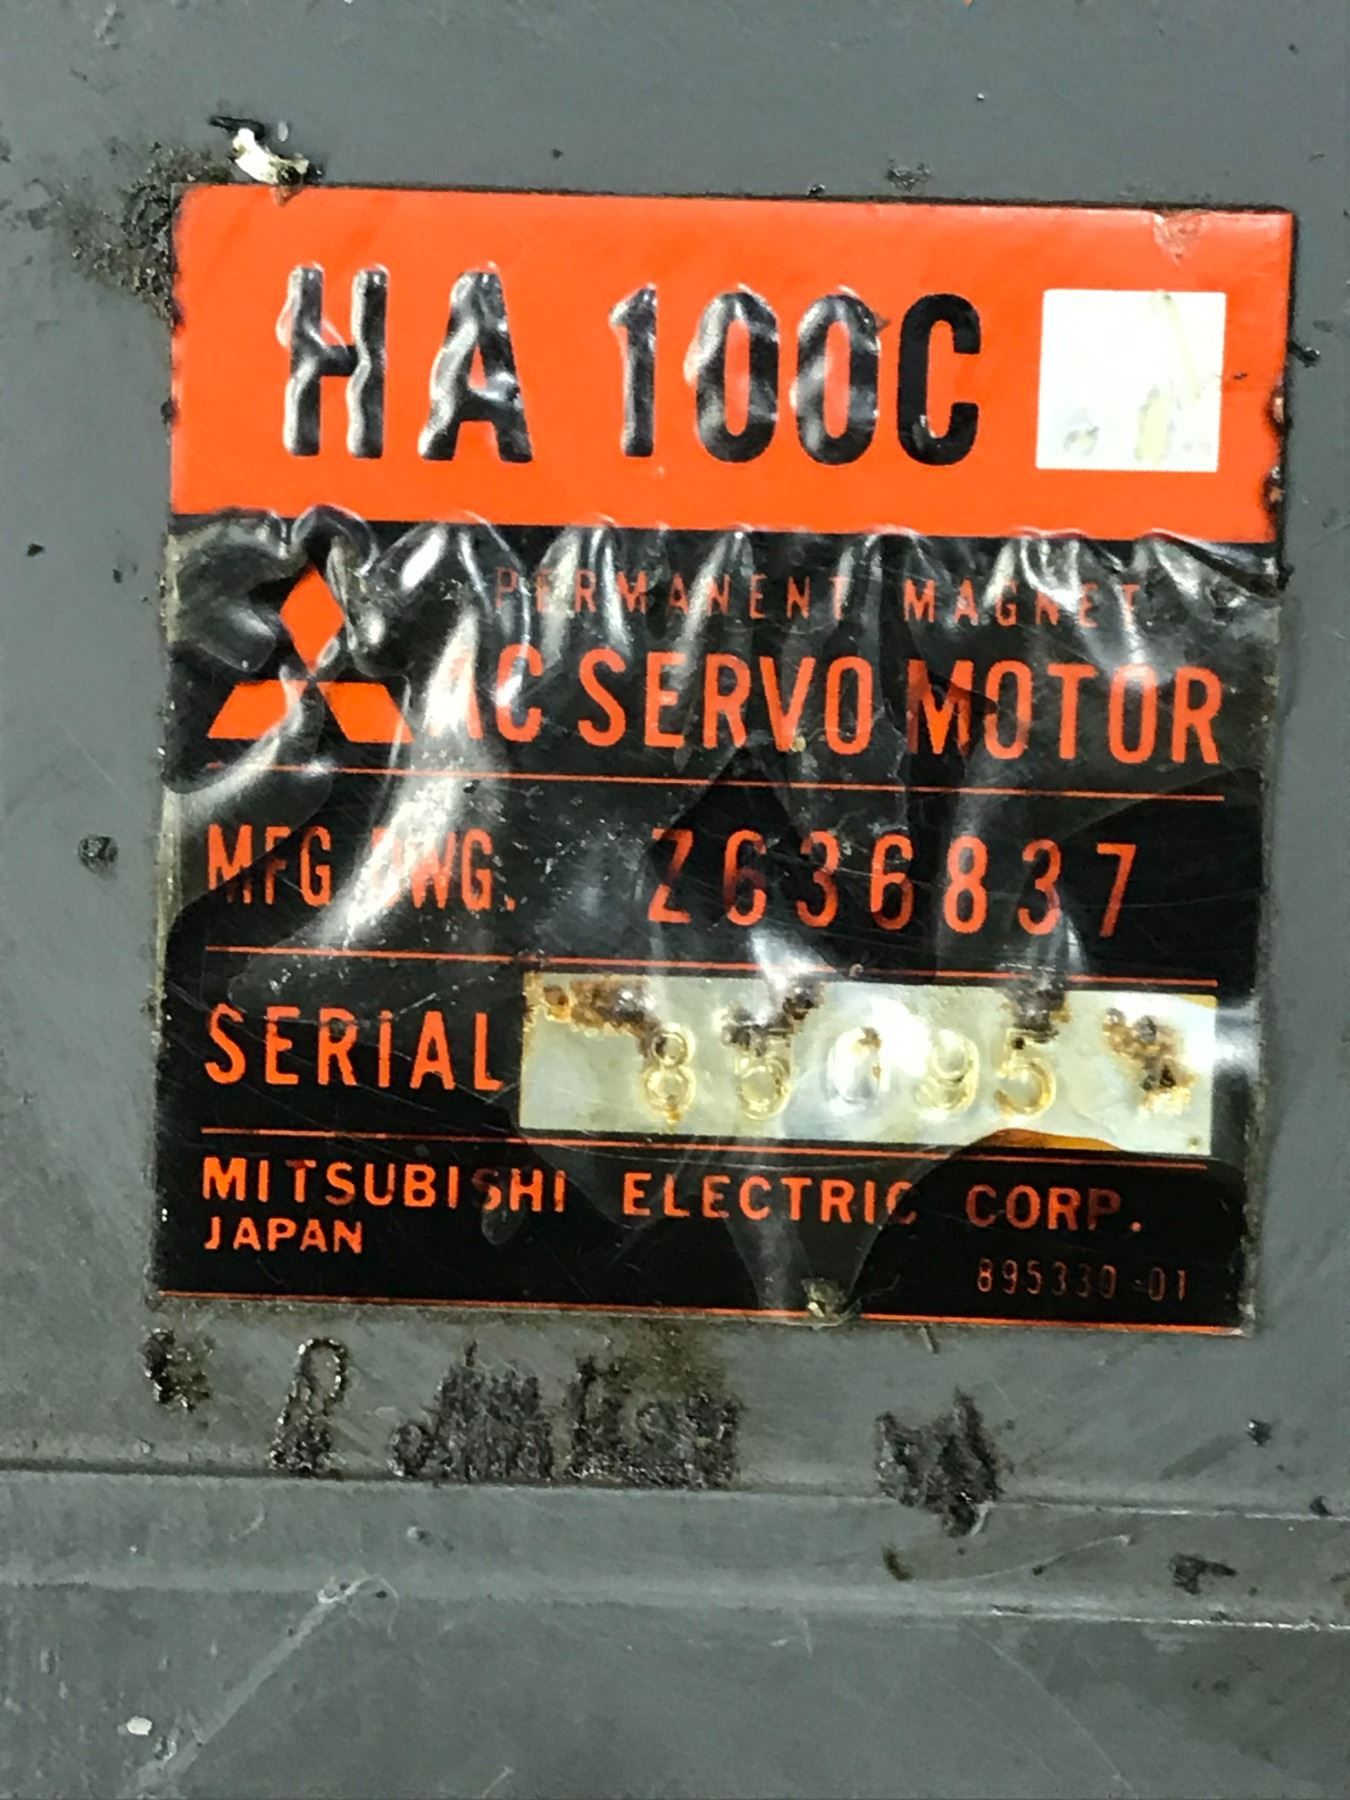 HA 100C
PERMANENT MAGNET
AC SERVO MOTOR
MFG DWG. Z636837
SERIAL
MITSUBISHI ELECTRIC CORP.
JAPAN
895330-01